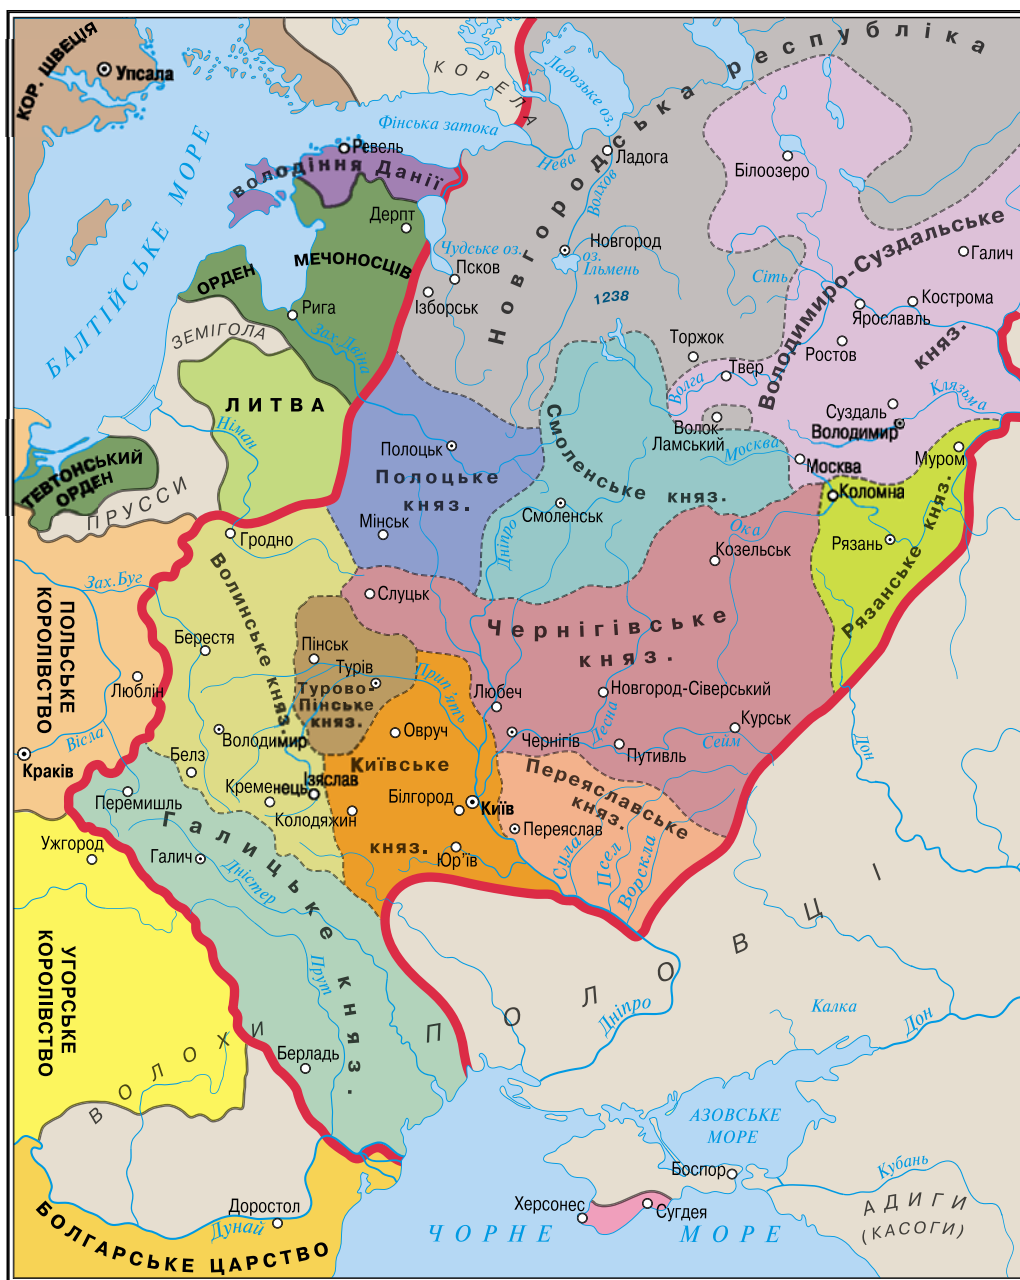 КОР. ШВЕЦІЯ
Упсала
КОРЕЛА
Ладозьке оз.
Новгородська республіка
Фінська затока
Нева
Ладога
Волхов
Білоозеро
Ревель
володіння Данії
БАЛТІЙСЬКЕ МОРЕ
Дерпт
Чудське оз.
Псков
Ізборськ
Новгород
оз.
Ільмень
1238
Сіть
Галич
Володимиро-Суздальське
княз.
Кострома
Ярославль
Ростов
ОРДЕН
МЕЧОНОСЦІВ
Рига
Зах. Двіна
ЗЕМІГОЛА
Торжок
Твер
Волга
Волок
Ламський
Суздаль
Володимир
Клязьма
Москва
Москва
Муром
Коломна
ЛИТВА
Німан
ТЕВТОНСЬКИЙ
ОРДЕН
ПРУССИ
Полоцьк
Полоцьке
княз.
Мінськ
Смоленське княз.
Смоленськ
Дніпро
Ока
Козельськ
Рязань
Рязанське княз.
Гродно
Зах.Буг
ПОЛЬСЬКЕ
КОРОЛІВСТВО
Люблін
Вісла
Краків
Волинське княз.
Берестя
Слуцьк
Пінськ
Турів
Турово-
Пінське
княз.
Прип'ять
Чернігівське
княз.
Любеч
Новгород-Сіверський
Десна
Курськ
Сейм
Чернігів
Путивль
Дон
Володимир
Белз
Кременець
Ізяслав
Колодяжин
Овруч
Київське
княз.
Білгород
Київ
Юр'їв
Переяславське
княз.
Переяслав
Сула
Псел
Ворскла
Перемишль
Ужгород
Галич
Галицьке княз.
Дністер
Прут
Берладь
УГОРСЬКЕ
КОРОЛІВСТВО
ВОЛОХИ
ПОЛОВЦІ
Дніпро
Калка
Дон
АЗОВСЬКЕ
МОРЕ
Боспор
Кубань
Херсонес
Сугдея
АДИГИ
(КАСОГИ)
Доростол
Дунай
БОЛГАРСЬКЕ ЦАРСТВО
ЧОРНЕ МОРЕ